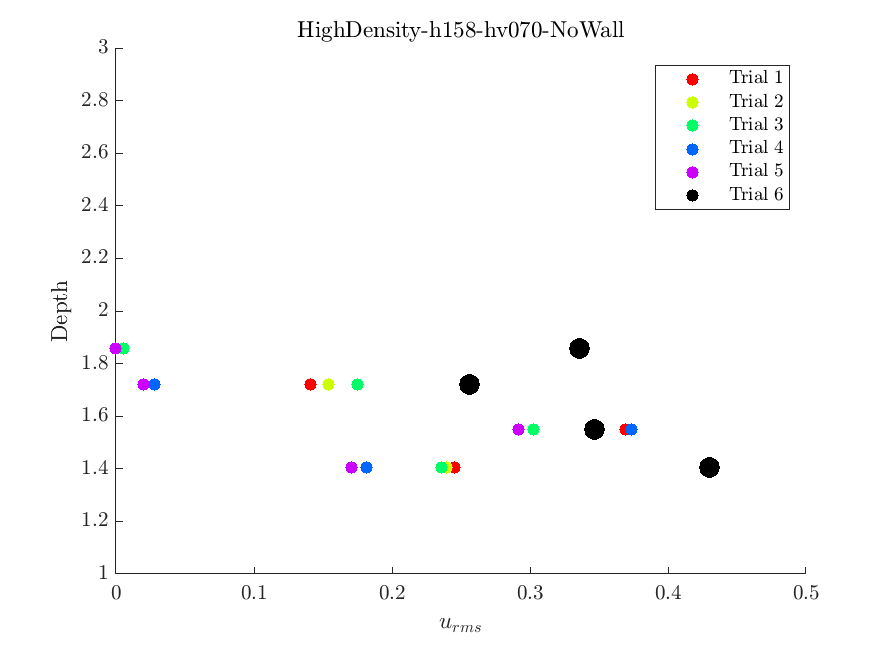 HighDensity-h158-hv070-NoWall
3
2.8
2.6
2.4
2.2
2
1.8
1.6
1.4
1.2
1
Depth
0 0.1 0.2 0.3 0.4 0.5
u_{rms}
Trial 1
Trial 2
Trial 3
Trial 4
Trial 5
Trial 6